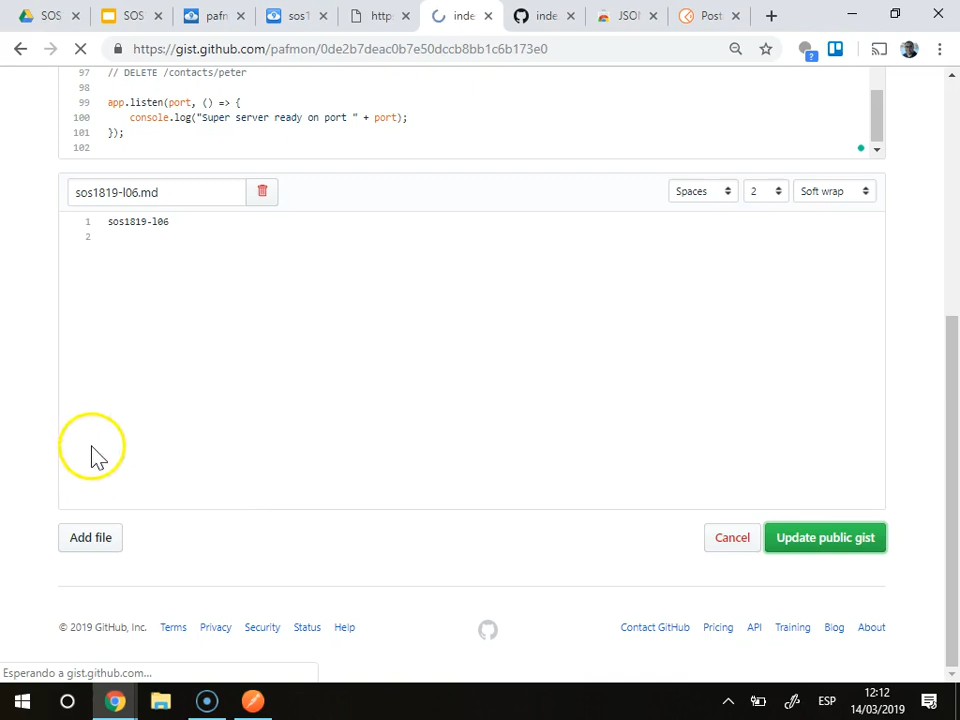 SOS
SOS
pafm
sos1
http
inde
inde
JSON
Post
https://gist.github.com/pafmon/0de2b7deac0b7e50dccb8bb1c6b173e0
?
97 // DELETE /contacts/peter
98
99 app.listen(port, () => {
100 console.log("Super server ready on port " + port);
101 });
102
sos1819-l06.md
Spaces
2
Soft wrap
1 sos1819-l06
2
Add file
Cancel
Update public gist
© 2019 GitHub, Inc. Terms Privacy Security Status Help
Contact GitHub Pricing API Training Blog About
Esperando a gist.github.com...
ESP
12:12
14/03/2019